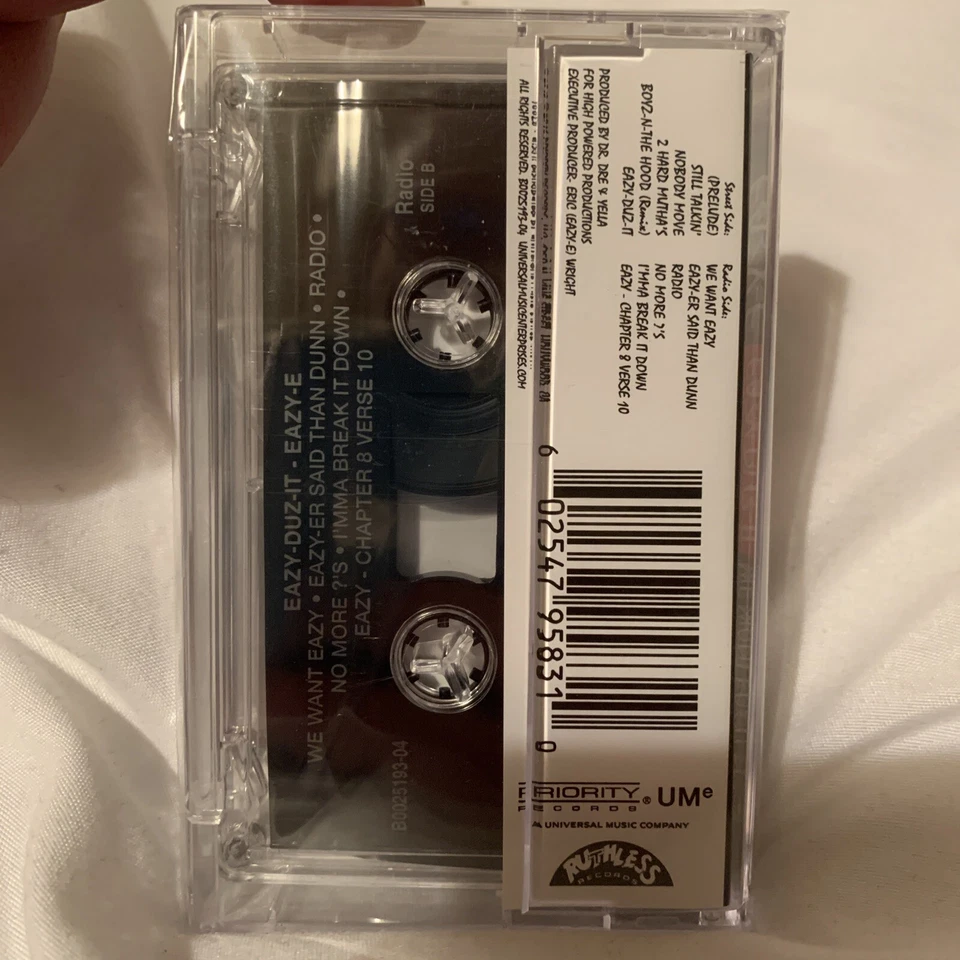 Street Side:
(PRELUDE)
STILL TALKIN'
NOBODY MOVE
2 HARD MUTHA'S
BOYZ-N-THE HOOD (Remix)
EAZY-DUZ-IT
Radio Side:
WE WANT EAZY
EAZY-ER SAID THAN DUNN
RADIO
NO MORE ?'S
I'MMA BREAK IT DOWN
EAZY - CHAPTER 8 VERSE 10
PRODUCED BY DR. DRE & YELLA
FOR HIGH POWERED PRODUCTIONS
EXECUTIVE PRODUCER- ERIC (EAZY-E) WRIGHT
ALL RIGHTS RESERVED. B0025193-04 UNIVERSALMUSICENTERPRISES.COM
6 02547 95831 0
PRIORITY
RECORDS ® UMe
A UNIVERSAL MUSIC COMPANY
RUTHLESS
RECORDS
Radio
SIDE B
EAZY-DUZ-IT • EAZY-E
WE WANT EAZY • EAZY-ER SAID THAN DUNN • RADIO •
NO MORE ?'S • I'MMA BREAK IT DOWN •
EAZY - CHAPTER 8 VERSE 10
B0025193-04